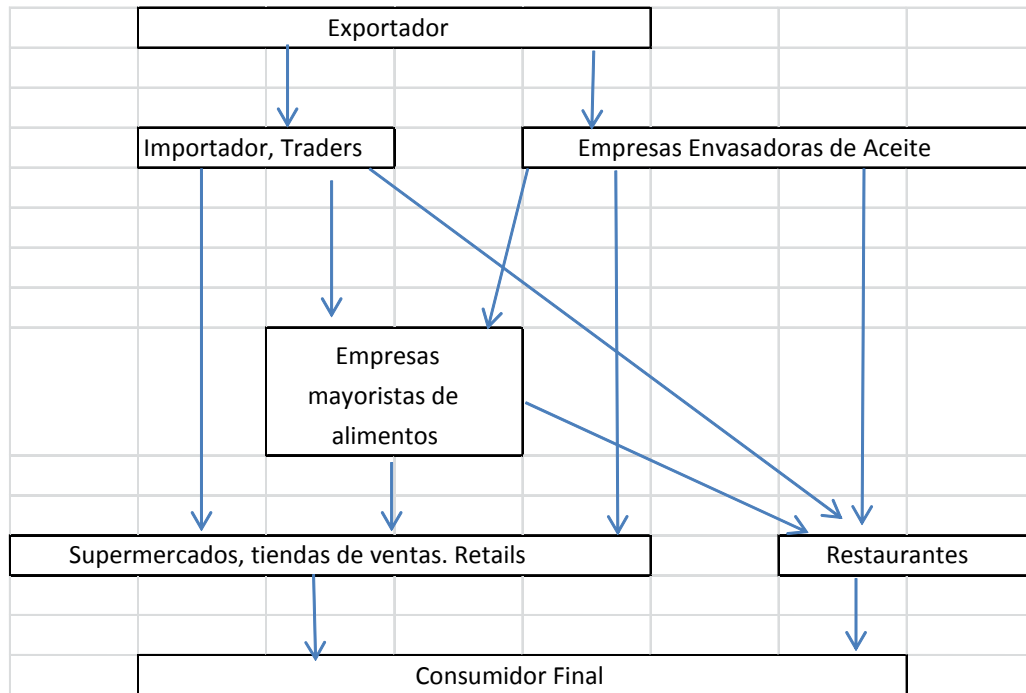 Exportador
Importador, Traders
Empresas Envasadoras de Aceite
Empresas
mayoristas de
alimentos
Supermercados, tiendas de ventas. Retails
Restaurantes
Consumidor Final